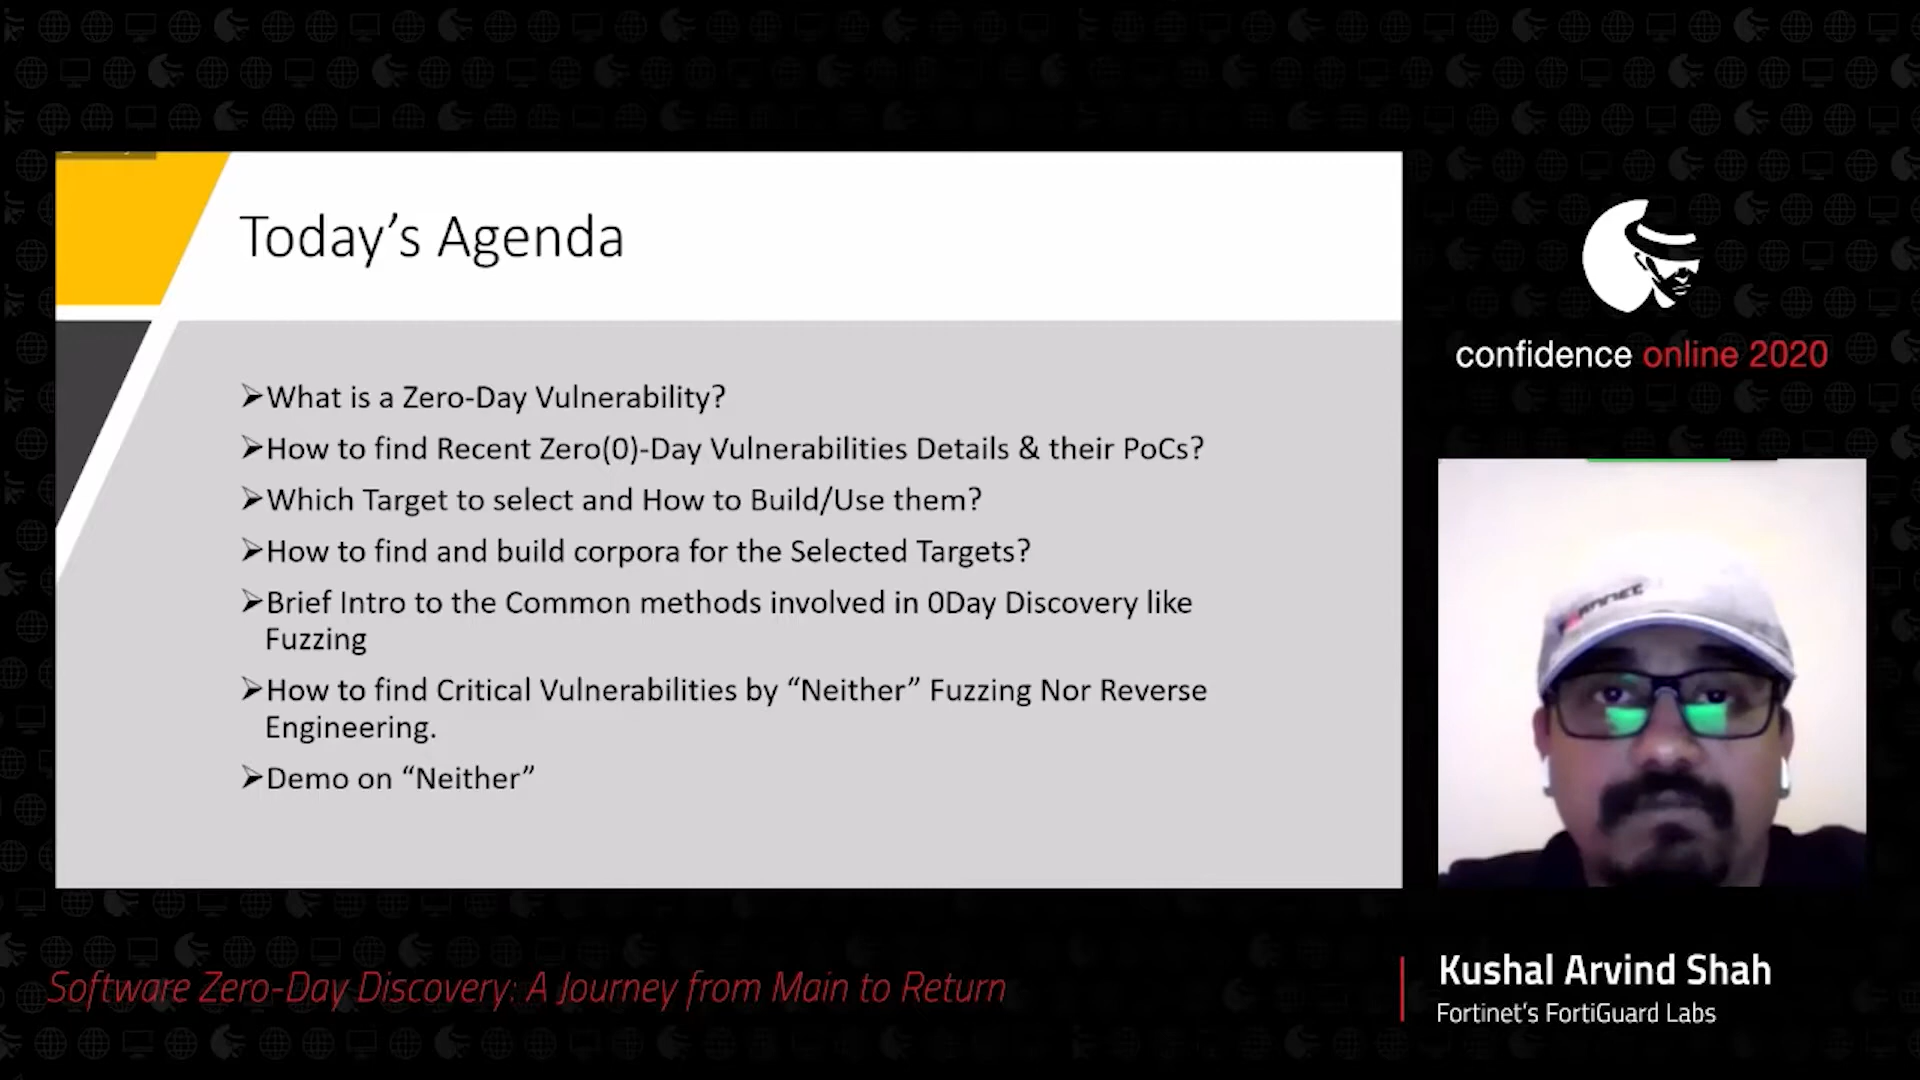 Today's Agenda
➢What is a Zero-Day Vulnerability?
➢How to find Recent Zero(0)-Day Vulnerabilities Details & their PoCs?
➢Which Target to select and How to Build/Use them?
➢How to find and build corpora for the Selected Targets?
➢Brief Intro to the Common methods involved in 0Day Discovery like
Fuzzing
➢How to find Critical Vulnerabilities by “Neither” Fuzzing Nor Reverse
Engineering.
➢Demo on “Neither”
confidence online 2020
Software Zero-Day Discovery: A Journey from Main to Return
Kushal Arvind Shah
Fortinet's FortiGuard Labs